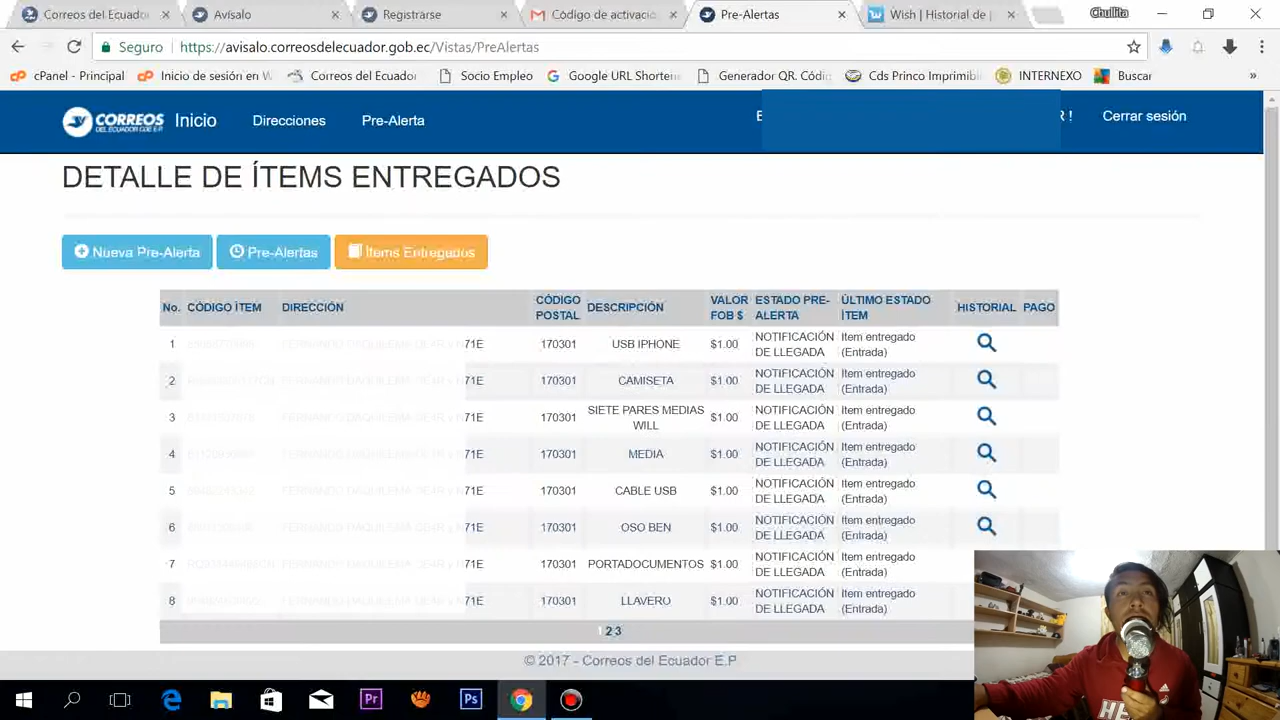 Correos del Ecuador
Avísalo
Registrarse
Código de activació
Pre-Alertas
Wish | Historial de
Chullita
Seguro
https://avisalo.correosdelecuador.gob.ec/Vistas/PreAlertas
cPanel - Principal
Inicio de sesión en W
Correos del Ecuador
Socio Empleo
Google URL Shortene
Generador QR. Códi
Cds Princo Imprimibl
INTERNEXO
Buscar
»
CORREOS
DEL ECUADOR CDE E.P.
Inicio
Direcciones
Pre-Alerta
E
R !
Cerrar sesión
DETALLE DE ÍTEMS ENTREGADOS
Nueva Pre-Alerta
Pre-Alertas
Ítems Entregados
No. CÓDIGO ÍTEM DIRECCIÓN CÓDIGO POSTAL DESCRIPCIÓN VALOR FOB $ ESTADO PRE-ALERTA ÚLTIMO ESTADO ÍTEM HISTORIAL PAGO
1 71E 170301 USB IPHONE $1.00 NOTIFICACIÓN DE LLEGADA Item entregado (Entrada)
2 71E 170301 CAMISETA $1.00 NOTIFICACIÓN DE LLEGADA Item entregado (Entrada)
3 71E 170301 SIETE PARES MEDIAS WILL $1.00 NOTIFICACIÓN DE LLEGADA Item entregado (Entrada)
4 71E 170301 MEDIA $1.00 NOTIFICACIÓN DE LLEGADA Item entregado (Entrada)
5 71E 170301 CABLE USB $1.00 NOTIFICACIÓN DE LLEGADA Item entregado (Entrada)
6 71E 170301 OSO BEN $1.00 NOTIFICACIÓN DE LLEGADA Item entregado (Entrada)
7 71E 170301 PORTADOCUMENTOS $1.00 NOTIFICACIÓN DE LLEGADA Item entregado (Entrada)
8 71E 170301 LLAVERO $1.00 NOTIFICACIÓN DE LLEGADA Item entregado (Entrada)
1 2 3
© 2017 - Correos del Ecuador E.P
Pr
Ps